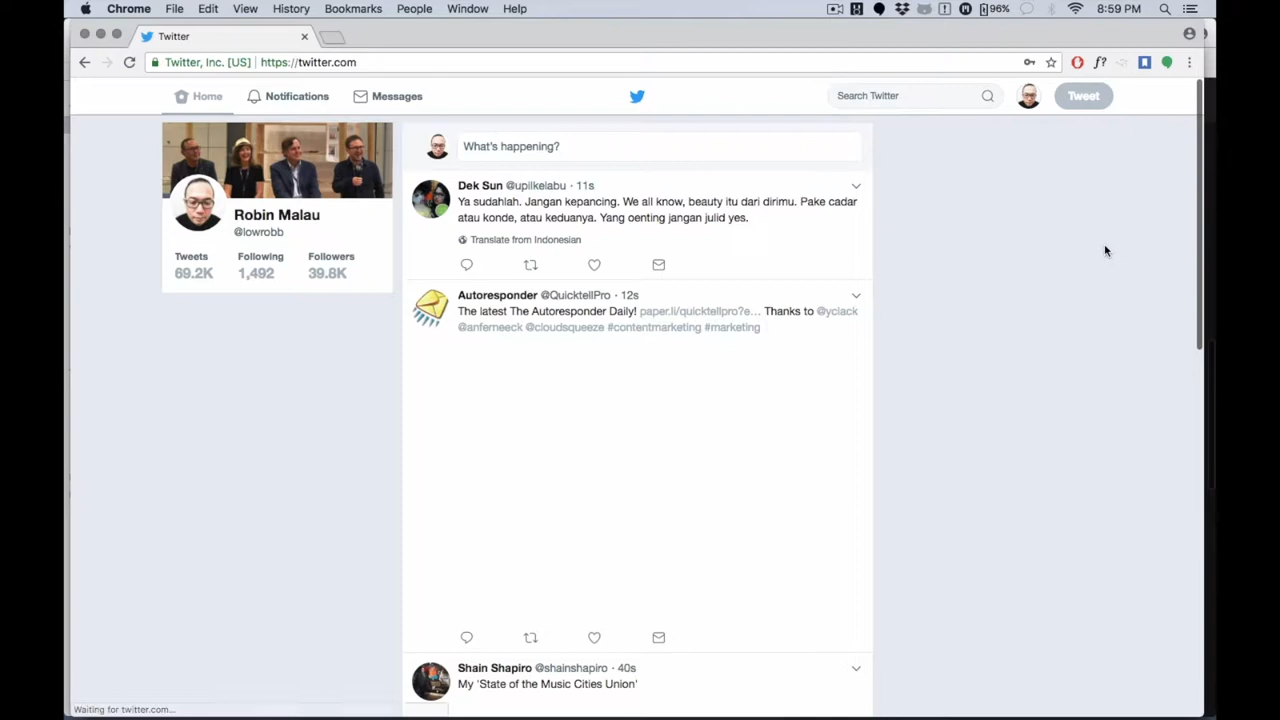 Chrome File Edit View History Bookmarks People Window Help 96% 8:59 PM
Twitter
Twitter, Inc. [US] https://twitter.com f?
Home Notifications Messages Search Twitter Tweet
What's happening?
Robin Malau
@lowrobb
Tweets Following Followers
69.2K 1,492 39.8K
Dek Sun @upilkelabu · 11s
Ya sudahlah. Jangan kepancing. We all know, beauty itu dari dirimu. Pake cadar
atau konde, atau keduanya. Yang oenting jangan julid yes.
Translate from Indonesian
Autoresponder @QuicktellPro · 12s
The latest The Autoresponder Daily! paper.li/quicktellpro?e… Thanks to @yclack
@anferneeck @cloudsqueeze #contentmarketing #marketing
Shain Shapiro @shainshapiro · 40s
My 'State of the Music Cities Union'
Waiting for twitter.com...